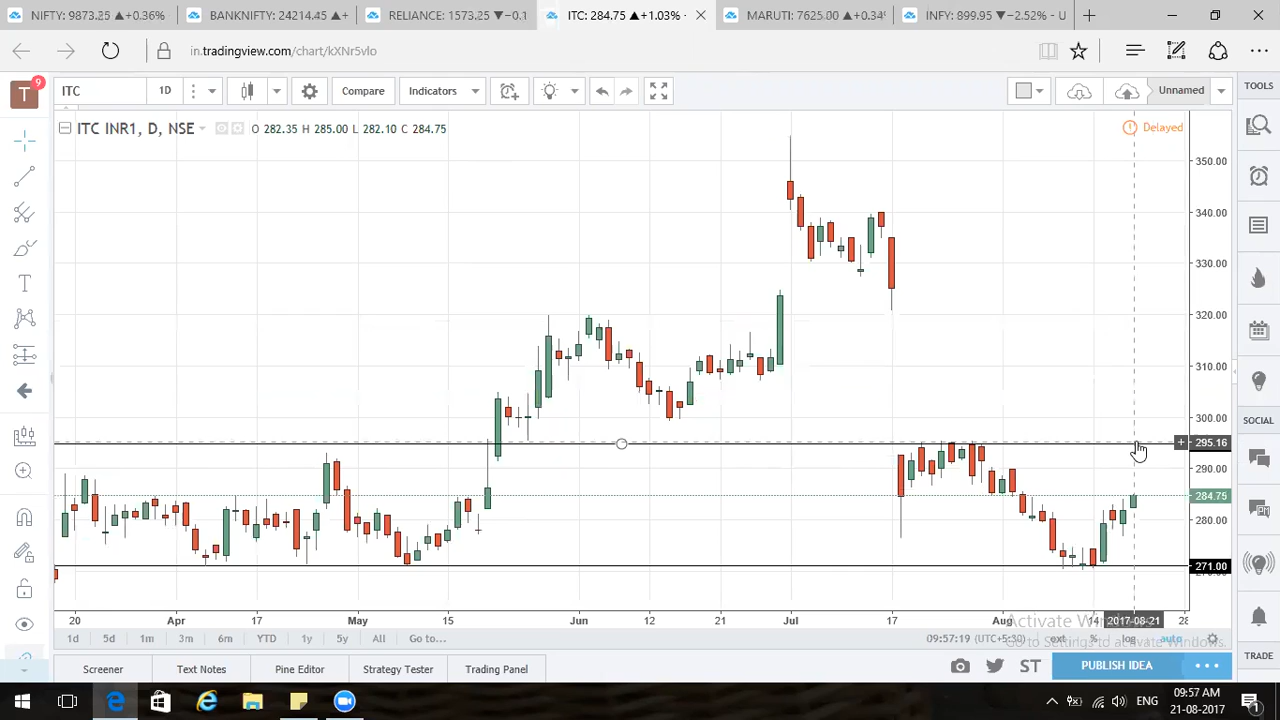 NIFTY: 9873.25 ▲+0.36%
BANKNIFTY: 24214.45 ▲+
RELIANCE: 1573.25 ▼−0.1
ITC: 284.75 ▲+1.03% -
MARUTI: 7625.00 ▲+0.34%
INFY: 899.95 ▼−2.52% - U
in.tradingview.com/chart/kXNr5vIo
T
9
ITC
1D
Compare
Indicators
Unnamed
TOOLS
ITC INR1, D, NSE
O 282.35 H 285.00 L 282.10 C 284.75
Delayed
350.00
340.00
330.00
320.00
310.00
300.00
295.16
290.00
284.75
280.00
271.00
SOCIAL
TRADE
20
Apr
17
May
15
Jun
12
Jul
17
Aug
14
2017-08-21
28
1d
5d
1m
3m
6m
YTD
1y
5y
All
Go to...
09:57:19 (UTC+5:30)
ext
%
log
auto
Activate Windows
Go to Settings to activate Windows.
Screener
Text Notes
Pine Editor
Strategy Tester
Trading Panel
ST
PUBLISH IDEA
ENG
09:57 AM
21-08-2017
1